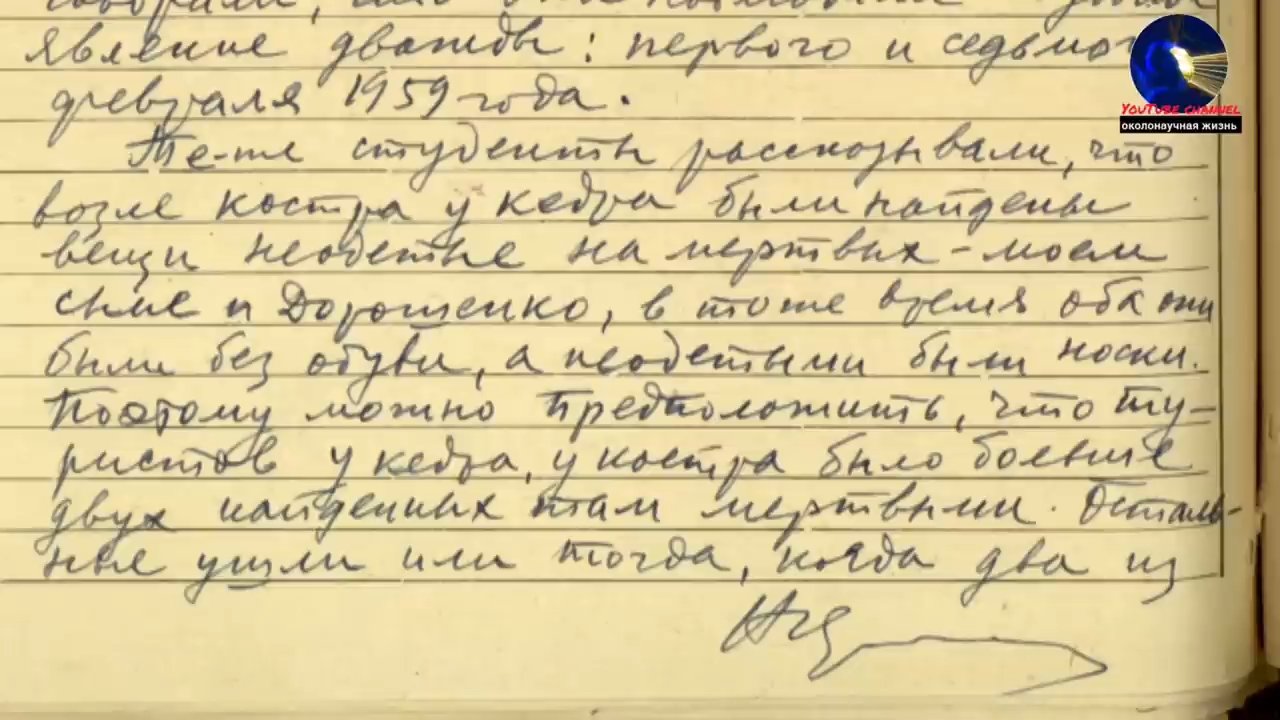 явление дважды: первого и седьмого
YouTube channel
февраля 1959 года.
околонаучная жизнь
Те-же студенты рассказывали, что
возле костра у кедра были найдены
вещи неодетые на мертвых - моем
сыне и Дорошенко, в тоже время оба они
были без обуви, а неодетыми были носки.
Поэтому можно предположить, что ту-
ристов у кедра, у костра было больше
двух найденных там мертвыми. Осталь-
ные ушли или тогда, когда два из